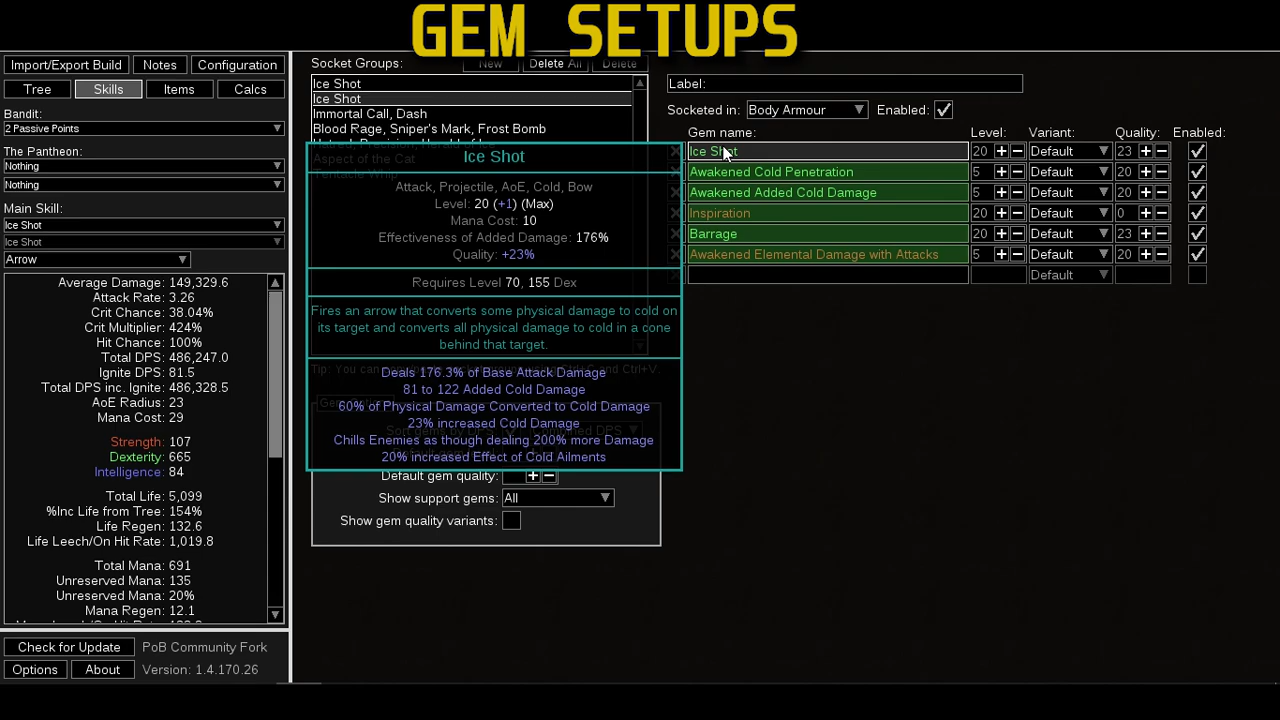 GEM SETUPS
Import/Export Build Notes Configuration
Tree Skills Items Calcs
Bandit:
2 Passive Points
The Pantheon:
Nothing
Nothing
Main Skill:
Ice Shot
Ice Shot
Arrow
Average Damage: 149,329.6
Attack Rate: 3.26
Crit Chance: 38.04%
Crit Multiplier: 424%
Hit Chance: 100%
Total DPS: 486,247.0
Ignite DPS: 81.5
Total DPS inc. Ignite: 486,328.5
AoE Radius: 23
Mana Cost: 29
Strength: 107
Dexterity: 665
Intelligence: 84
Total Life: 5,099
%Inc Life from Tree: 154%
Life Regen: 132.6
Life Leech/On Hit Rate: 1,019.8
Total Mana: 691
Unreserved Mana: 135
Unreserved Mana: 20%
Mana Regen: 12.1
Check for Update PoB Community Fork
Options About Version: 1.4.170.26
Socket Groups: New Delete All Delete
Ice Shot
Ice Shot
Immortal Call, Dash
Blood Rage, Sniper's Mark, Frost Bomb
Hatred, Precision, Herald of Ice
Aspect of the Cat
Tentacle Whip
Ice Shot
Attack, Projectile, AoE, Cold, Bow
Level: 20 (+1) (Max)
Mana Cost: 10
Effectiveness of Added Damage: 176%
Quality: +23%
Requires Level 70, 155 Dex
Fires an arrow that converts some physical damage to cold on
its target and converts all physical damage to cold in a cone
behind that target.
Deals 176.3% of Base Attack Damage
81 to 122 Added Cold Damage
60% of Physical Damage Converted to Cold Damage
23% increased Cold Damage
Chills Enemies as though dealing 200% more Damage
20% increased Effect of Cold Ailments
Default gem quality: + −
Show support gems: All
Show gem quality variants:
Label:
Socketed in: Body Armour Enabled:
Gem name: Level: Variant: Quality: Enabled:
Ice Shot 20 + − Default 23 + −
Awakened Cold Penetration 5 + − Default 20 + −
Awakened Added Cold Damage 5 + − Default 20 + −
Inspiration 20 + − Default 0 + −
Barrage 20 + − Default 23 + −
Awakened Elemental Damage with Attacks 5 + − Default 20 + −
+ − Default + −